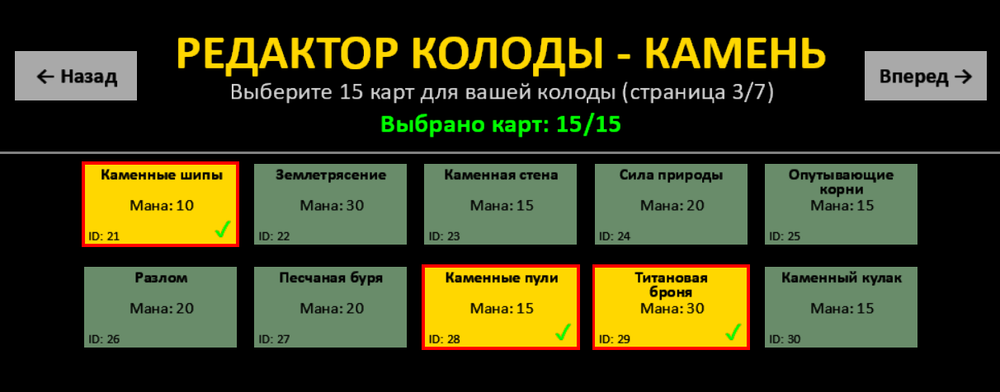 РЕДАКТОР КОЛОДЫ - КАМЕНЬ
← Назад
Вперед →
Выберите 15 карт для вашей колоды (страница 3/7)
Выбрано карт: 15/15
Каменные шипы
Мана: 10
ID: 21
Землетрясение
Мана: 30
ID: 22
Каменная стена
Мана: 15
ID: 23
Сила природы
Мана: 20
ID: 24
Опутывающие
корни
Мана: 15
ID: 25
Разлом
Мана: 20
ID: 26
Песчаная буря
Мана: 20
ID: 27
Каменные пули
Мана: 15
ID: 28
Титановая
броня
Мана: 30
ID: 29
Каменный кулак
Мана: 15
ID: 30